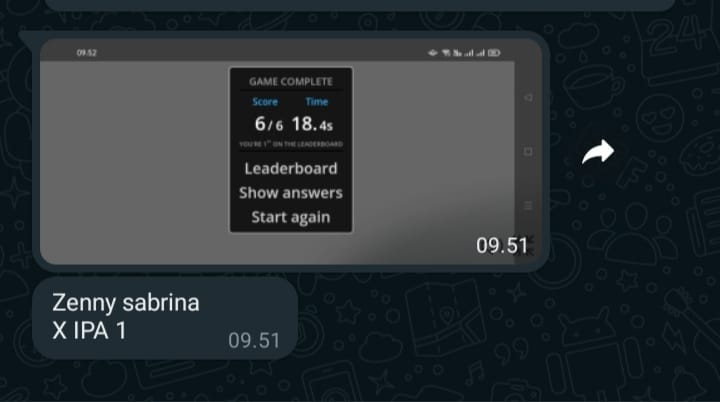 09.52
GAME COMPLETE
Score Time
6/6 18.4s
YOU'RE 1ST ON THE LEADERBOARD
Leaderboard
Show answers
Start again
09.51
Zenny sabrina
X IPA 1
09.51